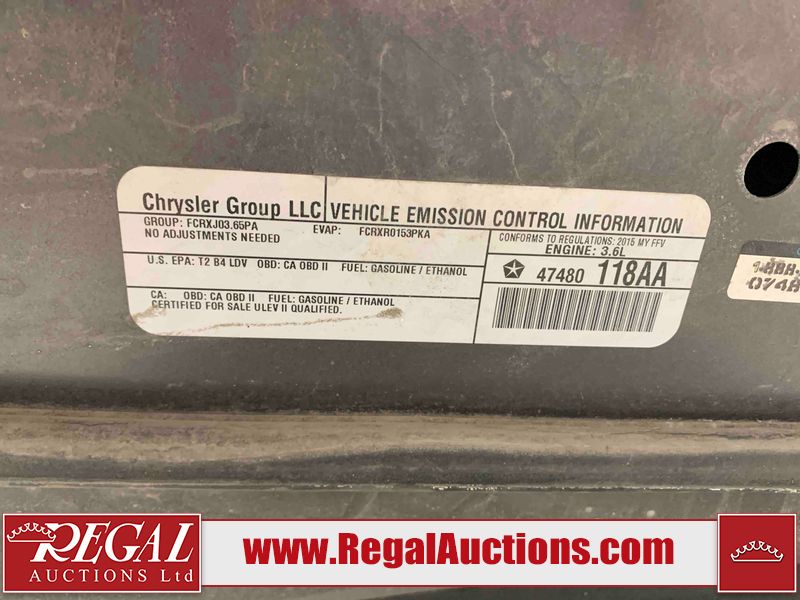 Chrysler Group LLC VEHICLE EMISSION CONTROL INFORMATION
GROUP: FCRXJ03.65PA EVAP: FCRXR0153PKA
NO ADJUSTMENTS NEEDED
CONFORMS TO REGULATIONS: 2015 MY FFV
ENGINE: 3.6L
U.S. EPA: T2 B4 LDV OBD: CA OBD II FUEL: GASOLINE / ETHANOL
47480 118AA
CA: OBD: CA OBD II FUEL: GASOLINE / ETHANOL
CERTIFIED FOR SALE ULEV II QUALIFIED.
REGAL
AUCTIONS Ltd
www.RegalAuctions.com